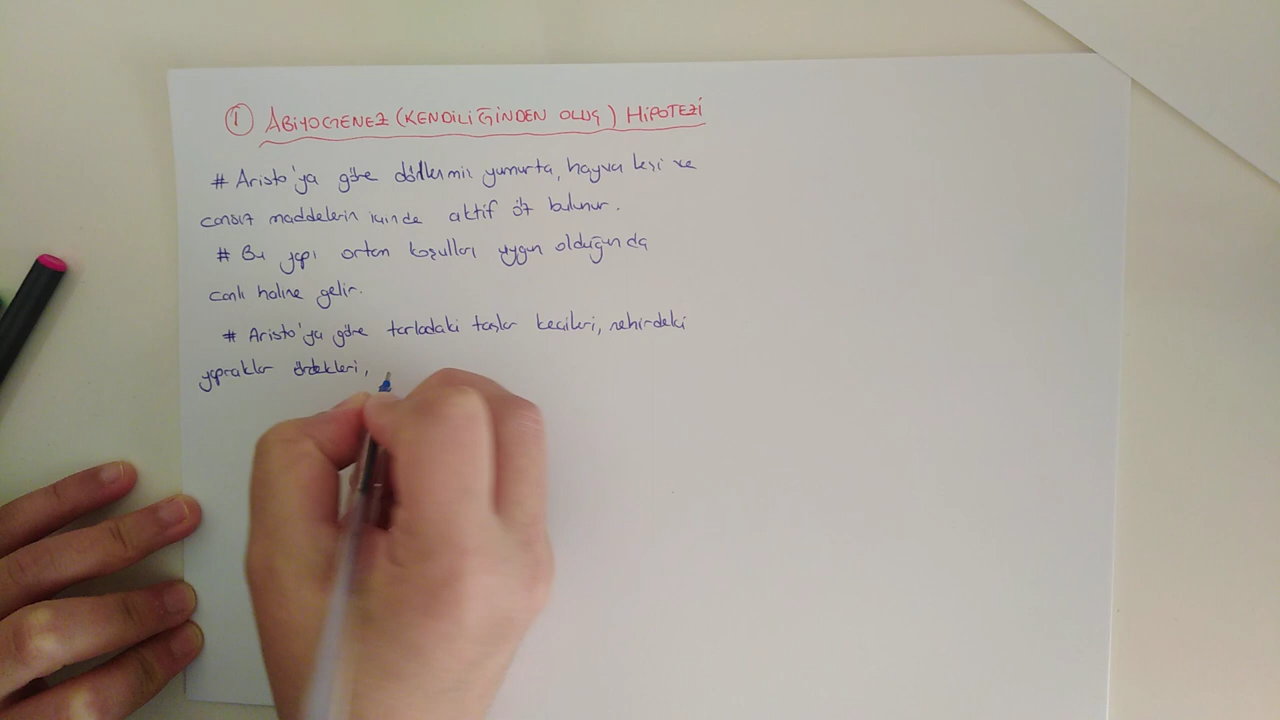 ① ABİYOGENEZ (KENDİLİĞİNDEN OLUŞ) HİPOTEZİ
# Aristo'ya göre döllenmiş yumurta, hayva leşi ve
cansız maddelerin içinde aktif öz bulunur.
# Bu yapı ortam koşulları uygun olduğunda
canlı haline gelir.
# Aristo'ya göre tarladaki taşlar keçileri, nehirdeki
yapraklar ördekleri,